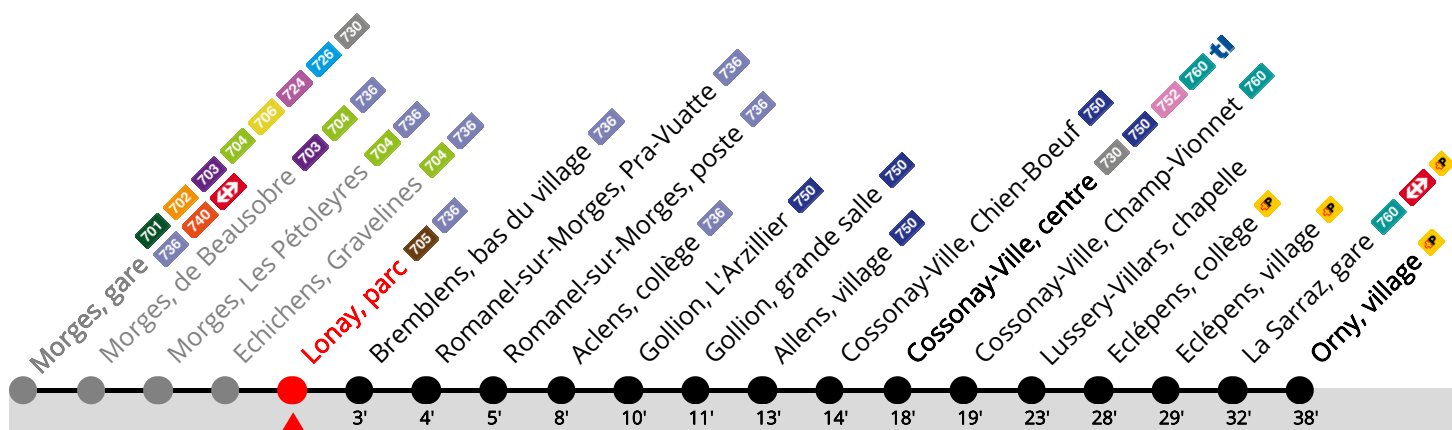 Morges, gare 701 702 703 704 706 724 726 730
736 740
Morges, de Beausobre 703 704 736
Morges, Les Pétoleyres 704 736
Echichens, Gravelines 704 736
Lonay, parc 705 736
Bremblens, bas du village 736
Romanel-sur-Morges, Pra-Vuatte 736
Romanel-sur-Morges, poste 736
Aclens, collège 736
Gollion, L'Arzillier 750
Gollion, grande salle 750
Allens, village 750
Cossonay-Ville, Chien-Boeuf 750
Cossonay-Ville, centre 730 750 752 760 tl
Cossonay-Ville, Champ-Vionnet 760
Lussery-Villars, chapelle
Eclépens, collège P
Eclépens, village P
La Sarraz, gare 760 P
Orny, village P
3' 4' 5' 8' 10' 11' 13' 14' 18' 19' 23' 28' 29' 32' 38'